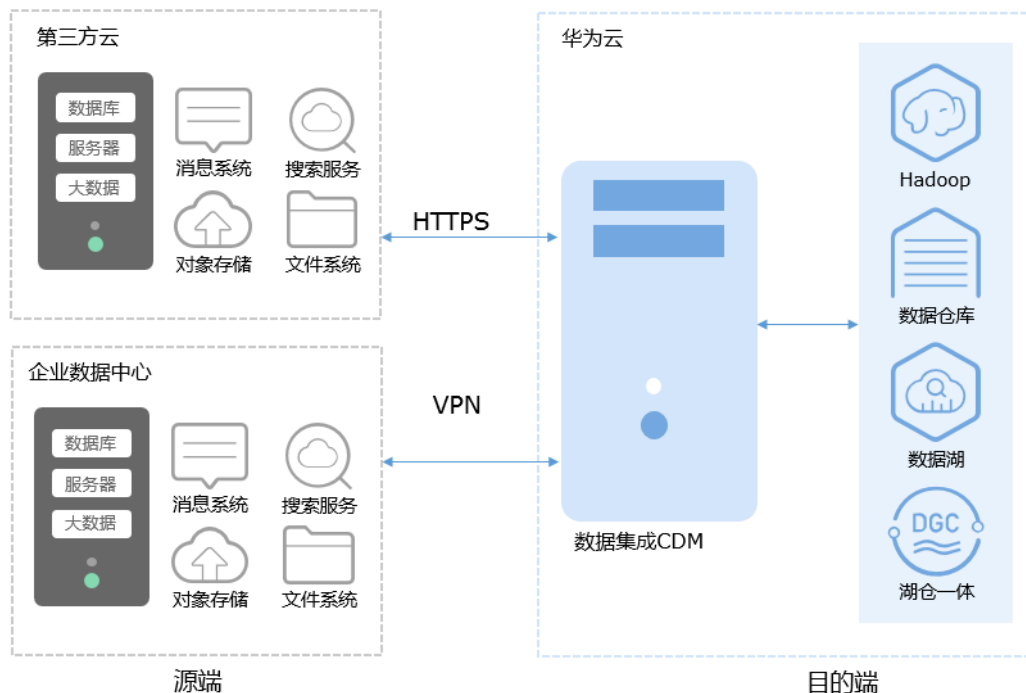 第三方云
数据库
服务器
大数据
消息系统
搜索服务
对象存储
文件系统
企业数据中心
数据库
服务器
大数据
消息系统
搜索服务
对象存储
文件系统
源端
HTTPS
VPN
华为云
数据集成CDM
Hadoop
数据仓库
数据湖
DGC
湖仓一体
目的端